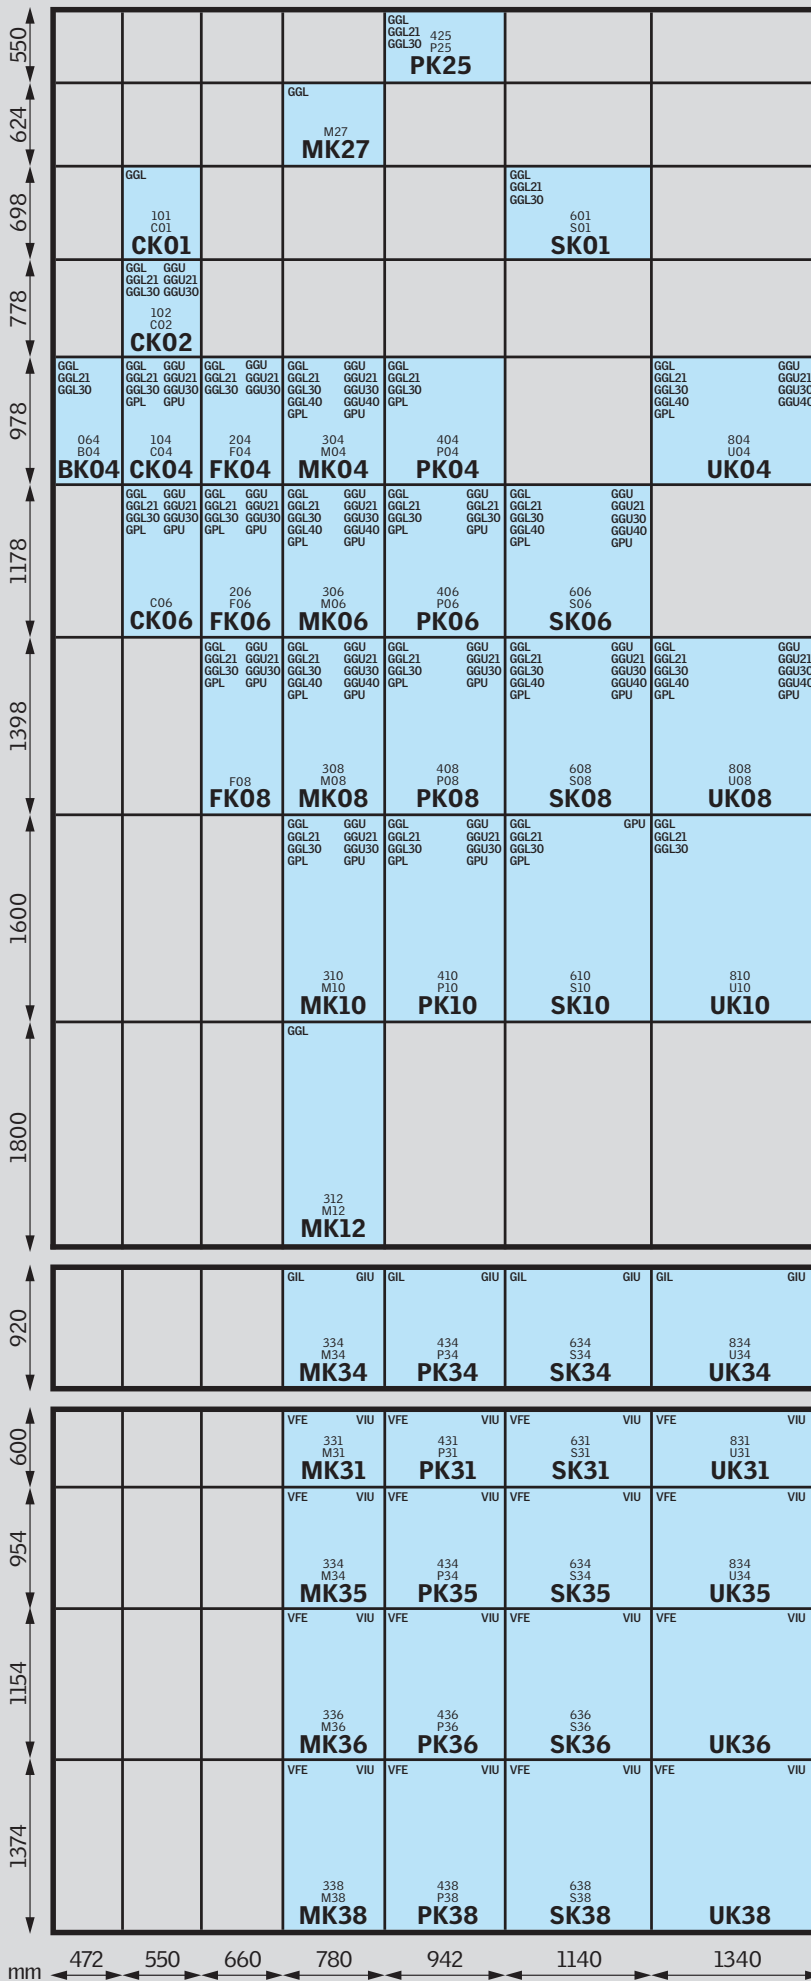 550
GGL
GGL21
GGL30
425
P25
PK25
624
GGL
M27
MK27
698
GGL
101
C01
CK01
GGL
GGL21
GGL30
601
S01
SK01
778
GGL GGU
GGL21 GGU21
GGL30 GGU30
102
C02
CK02
978
GGL
GGL21
GGL30
064
B04
BK04
GGL GGU
GGL21 GGU21
GGL30 GGU30
GPL GPU
104
C04
CK04
GGL GGU
GGL21 GGU21
GGL30 GGU30
204
F04
FK04
GGL GGU
GGL21 GGU21
GGL30 GGU30
GGL40 GGU40
GPL GPU
304
M04
MK04
GGL
GGL21
GGL30
GPL
404
P04
PK04
GGL GGU
GGL21 GGU21
GGL30 GGU30
GGL40 GGU40
GPL
804
U04
UK04
1178
GGL GGU
GGL21 GGU21
GGL30 GGU30
GPL GPU
C06
CK06
GGL GGU
GGL21 GGU21
GGL30 GGU30
GPL GPU
206
F06
FK06
GGL GGU
GGL21 GGU21
GGL30 GGU30
GGL40 GGU40
GPL GPU
306
M06
MK06
GGL GGU
GGL21 GGL21
GGL30 GGL30
GPL GPU
406
P06
PK06
GGL GGU
GGL21 GGU21
GGL30 GGU30
GGL40 GGU40
GPL GPU
606
S06
SK06
1398
GGL GGU
GGL21 GGU21
GGL30 GGU30
GPL GPU
F08
FK08
GGL GGU
GGL21 GGU21
GGL30 GGU30
GGL40 GGU40
GPL GPU
308
M08
MK08
GGL GGU
GGL21 GGU21
GGL30 GGU30
GPL GPU
408
P08
PK08
GGL GGU
GGL21 GGU21
GGL30 GGU30
GGL40 GGU40
GPL GPU
608
S08
SK08
GGL GGU
GGL21 GGU21
GGL30 GGU30
GGL40 GGU40
GPL GPU
808
U08
UK08
1600
GGL GGU
GGL21 GGU21
GGL30 GGU30
GPL GPU
310
M10
MK10
GGL GGU
GGL21 GGU21
GGL30 GGU30
GPL GPU
410
P10
PK10
GGL GPU
GGL21
GGL30
GPL
610
S10
SK10
GGL
GGL21
GGL30
810
U10
UK10
1800
GGL
312
M12
MK12
920
GIL GIU
334
M34
MK34
GIL GIU
434
P34
PK34
GIL GIU
634
S34
SK34
GIL GIU
834
U34
UK34
600
VFE VIU
331
M31
MK31
VFE VIU
431
P31
PK31
VFE VIU
631
S31
SK31
VFE VIU
831
U31
UK31
954
VFE VIU
334
M34
MK35
VFE VIU
434
P34
PK35
VFE VIU
634
S34
SK35
VFE VIU
834
U34
UK35
1154
VFE VIU
336
M36
MK36
VFE VIU
436
P36
PK36
VFE VIU
636
S36
SK36
VFE VIU
UK36
1374
VFE VIU
338
M38
MK38
VFE VIU
438
P38
PK38
VFE VIU
638
S38
SK38
VFE VIU
UK38
mm 472 550 660 780 942 1140 1340